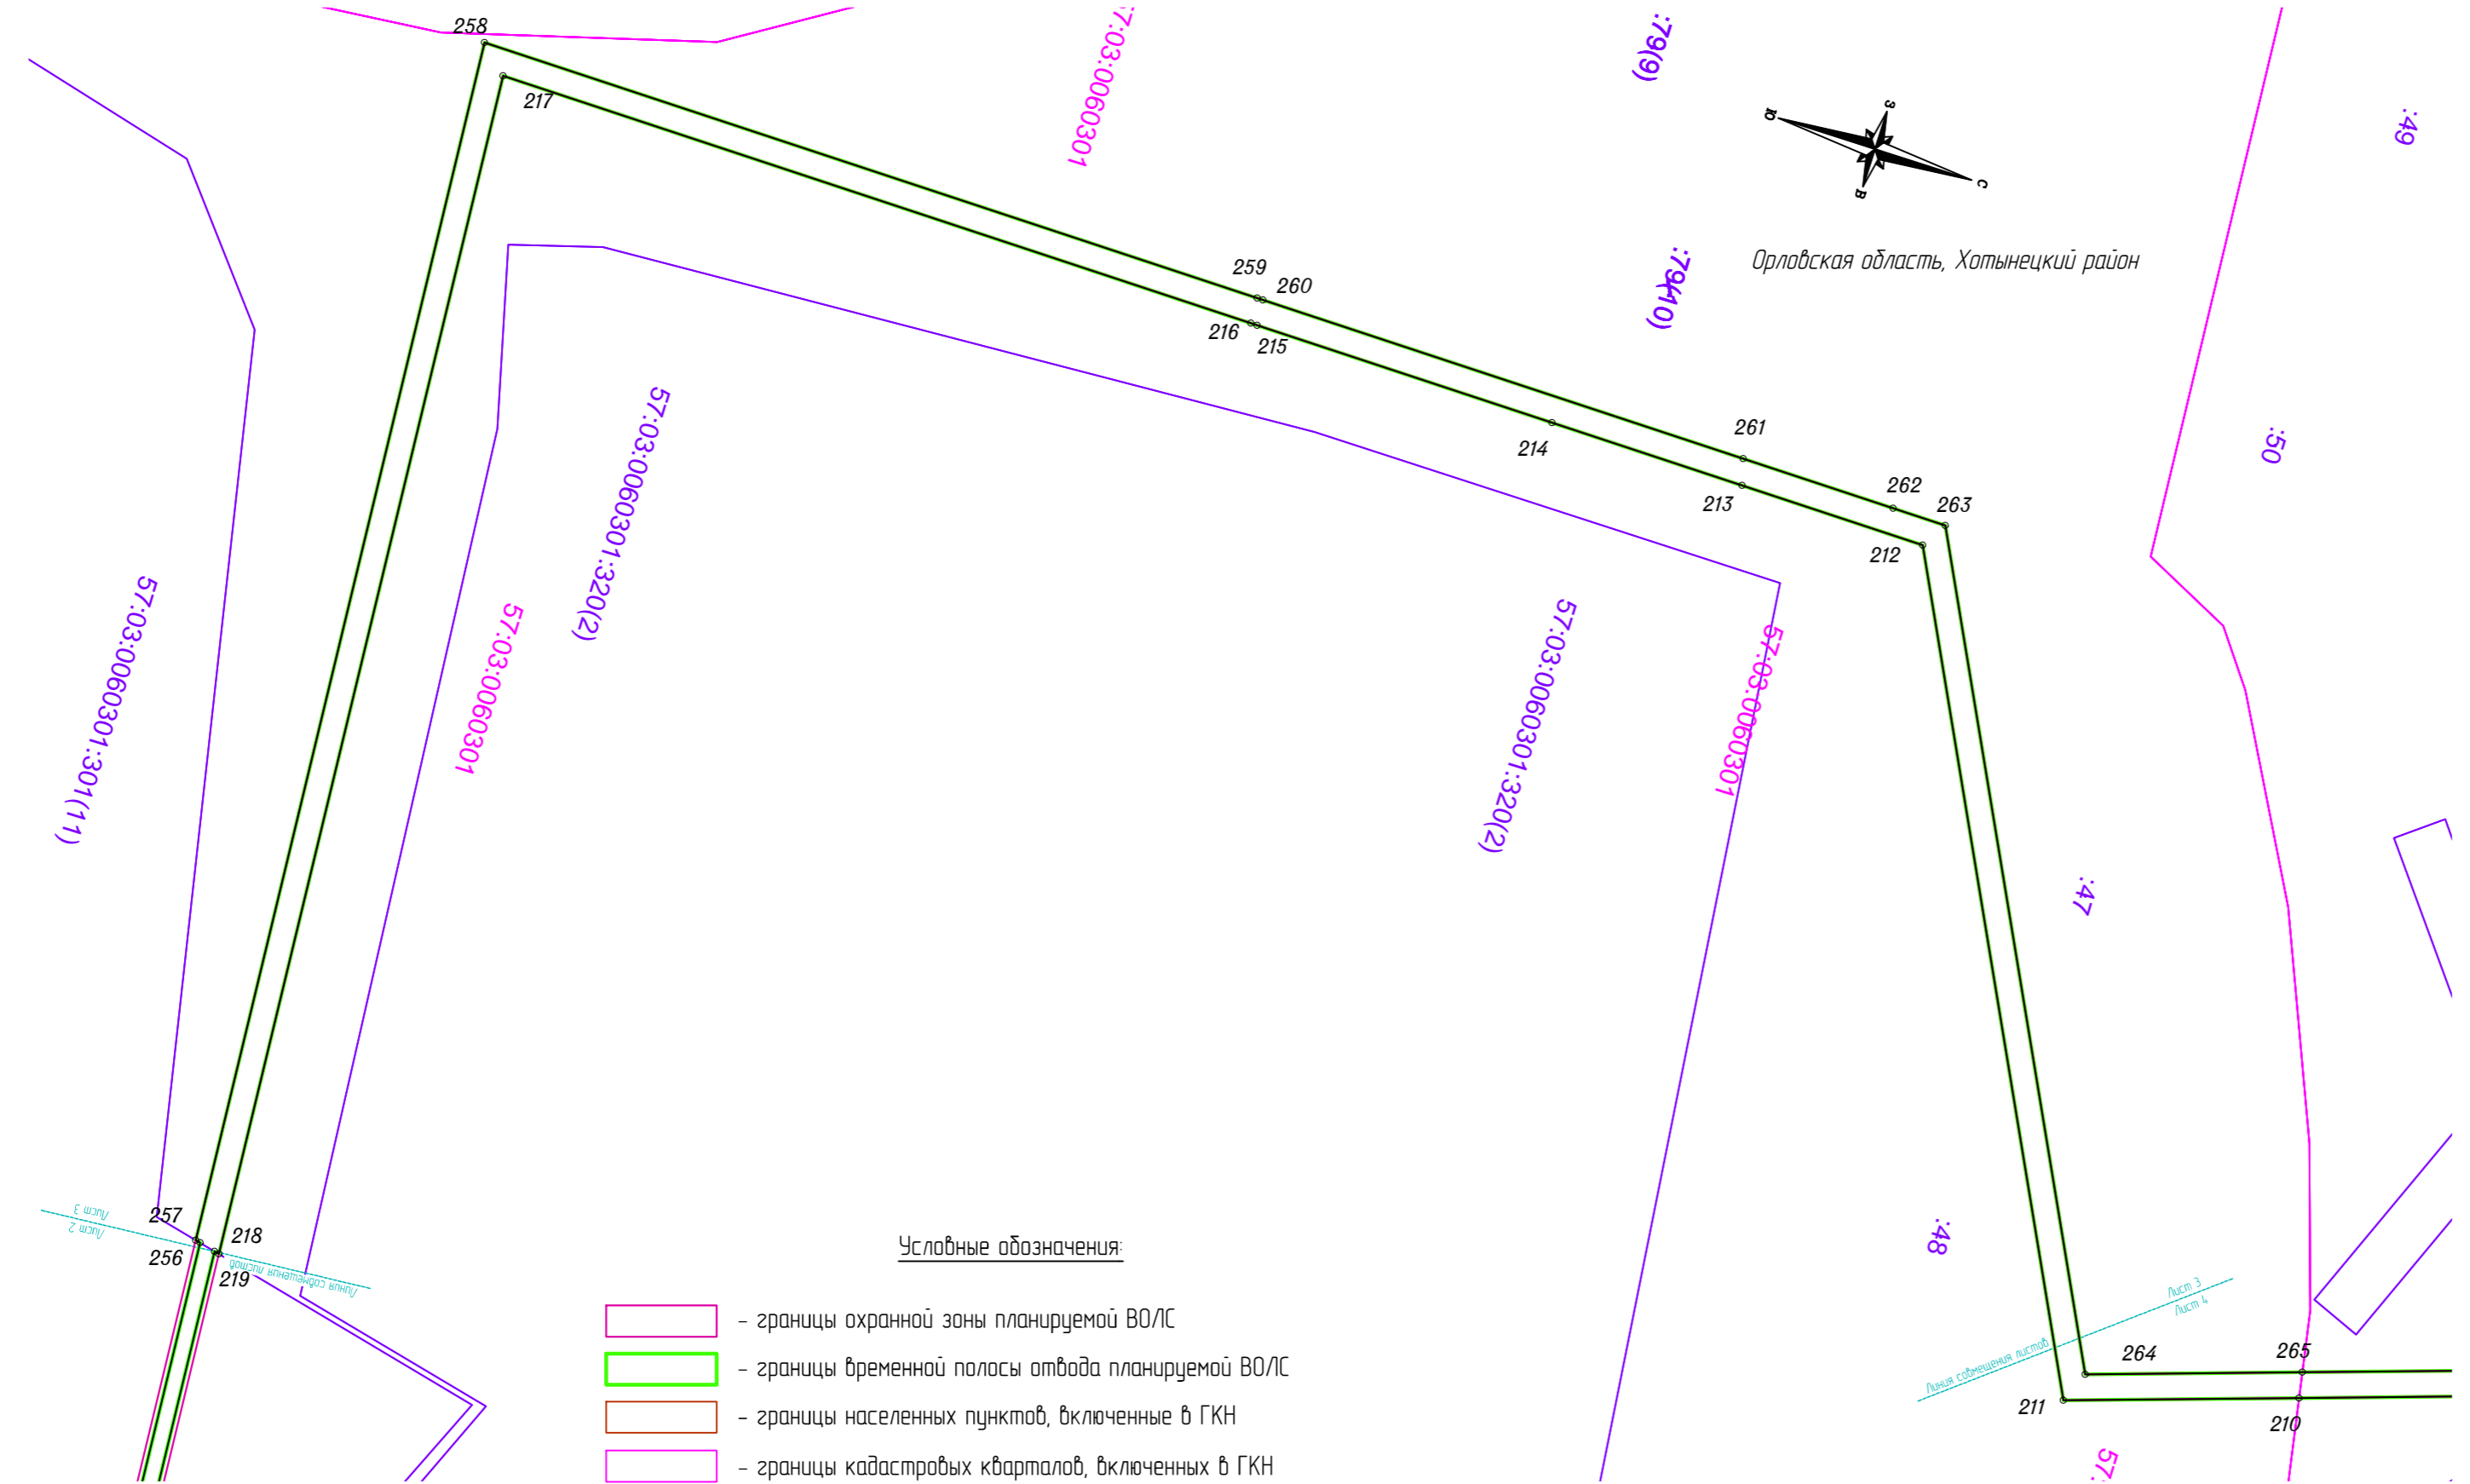 258
217
57:03:0060301
:79(9)
:49
Ю
З
С
В
Орловская область, Хотынецкий район
259
260
216
215
:79(10)
261
214
262
263
213
212
:50
57:03:0060301:320(2)
57:03:0060301
57:03:0060301:301(11)
57:03:0060301:320(2)
57:03:0060301
:47
:48
257
256
218
219
Лист 3
Лист 2
Линия совмещения листов
Условные обозначения:
– границы охранной зоны планируемой ВОЛС
– границы временной полосы отвода планируемой ВОЛС
– границы населенных пунктов, включенные в ГКН
– границы кадастровых кварталов, включенных в ГКН
Лист 3
Лист 4
Линия совмещения листов
264
265
211
210
57: